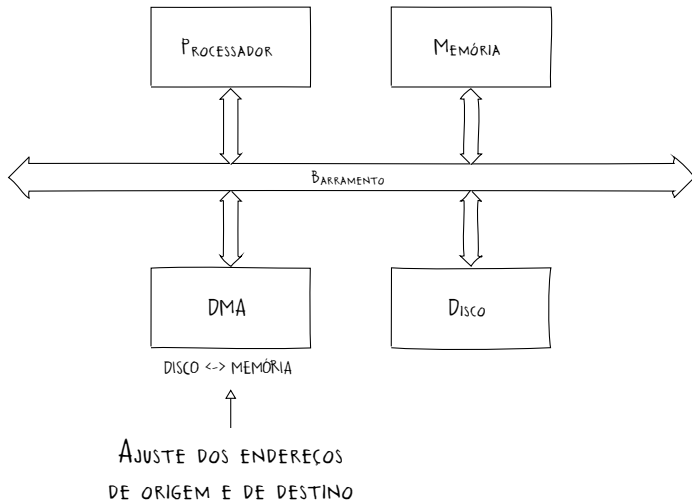 Processador
Memória
Barramento
DMA
Disco
DISCO <-> MEMÓRIA
Ajuste dos endereços
de origem e de destino